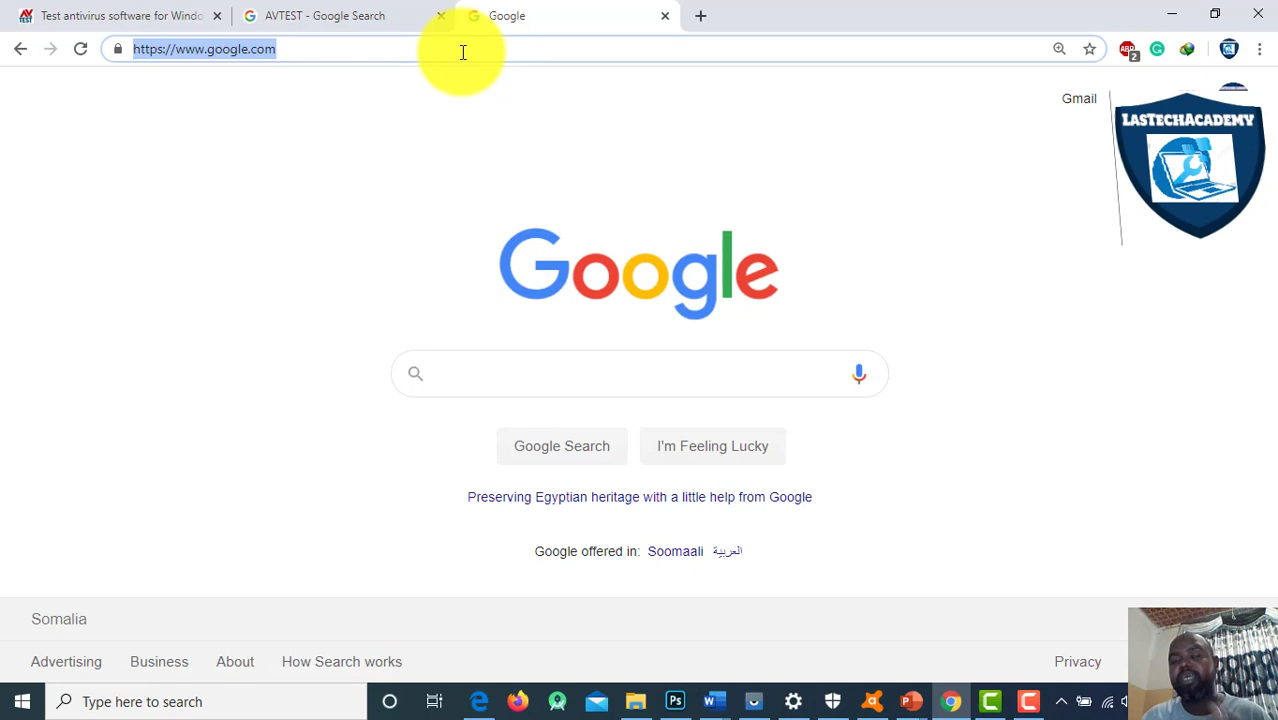 Test antivirus software for Windo
AVTEST - Google Search
Google
https://www.google.com
ABP
2
Gmail
LasTechAcademy
Google
Google Search
I'm Feeling Lucky
Preserving Egyptian heritage with a little help from Google
Google offered in: Soomaali العربية
Somalia
Advertising
Business
About
How Search works
Privacy
Type here to search